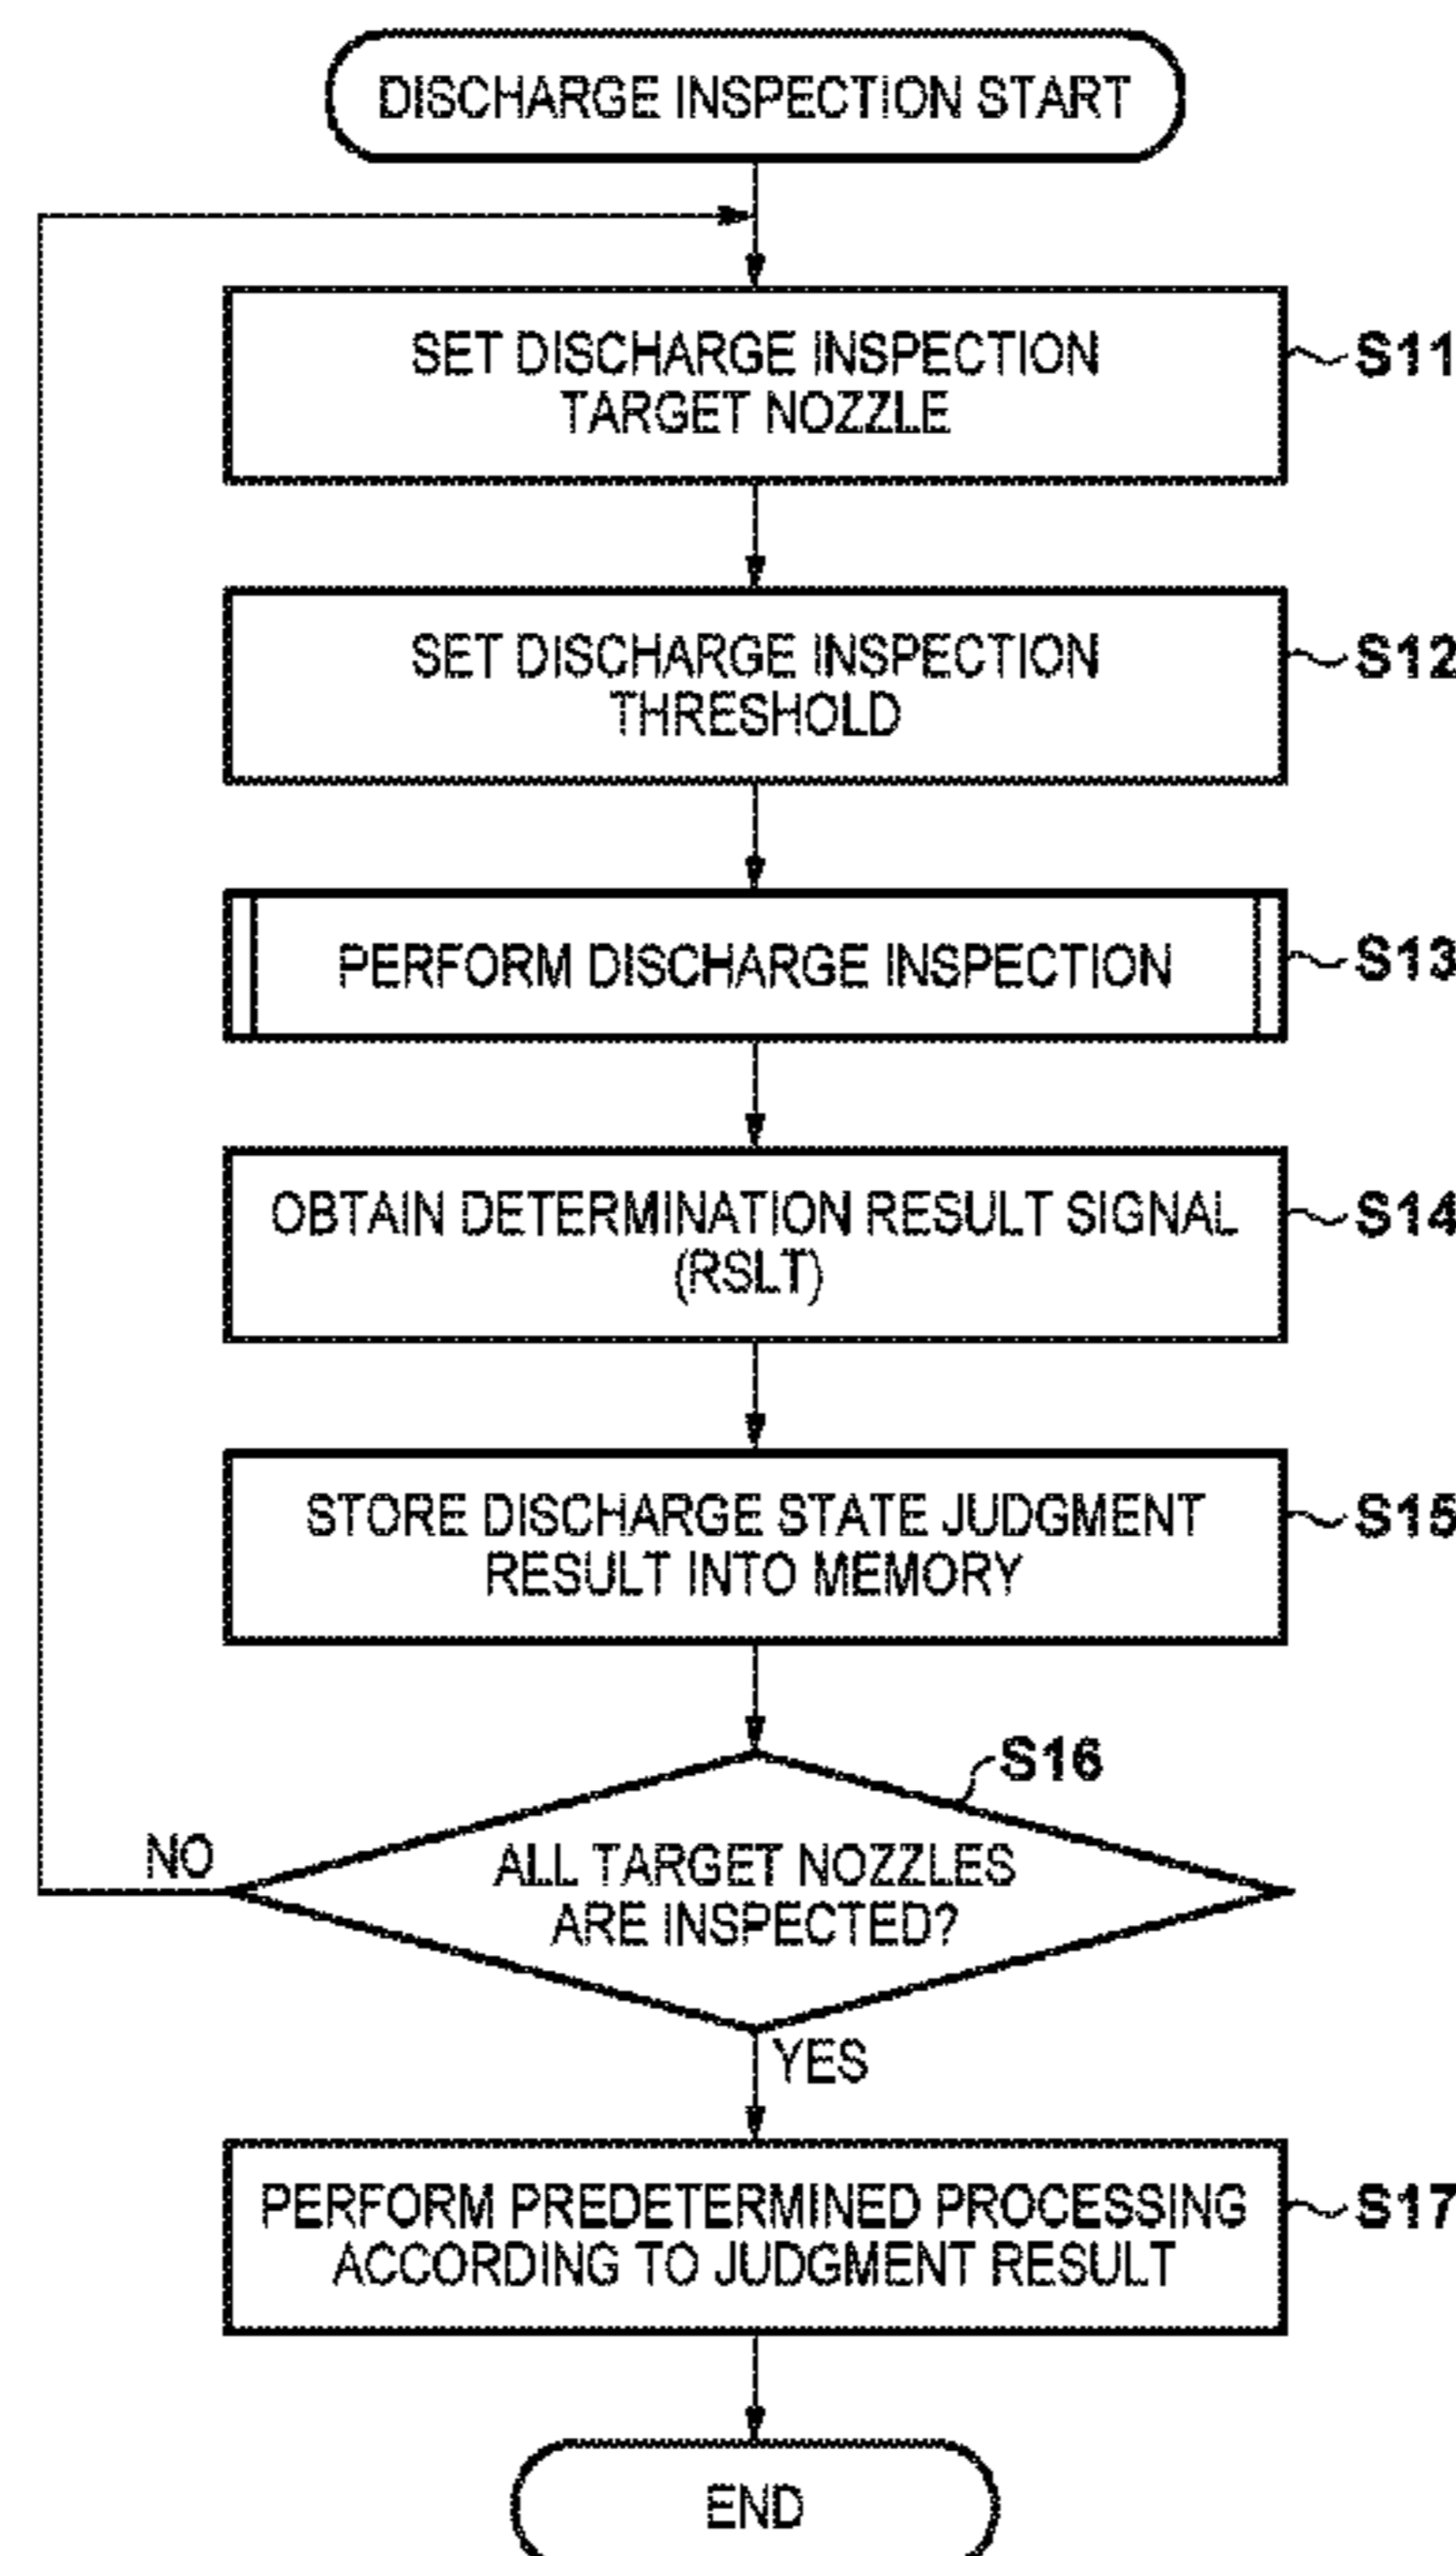 DISCHARGE INSPECTION START
SET DISCHARGE INSPECTION
TARGET NOZZLE
S11
SET DISCHARGE INSPECTION
THRESHOLD
S12
PERFORM DISCHARGE INSPECTION
S13
OBTAIN DETERMINATION RESULT SIGNAL
(RSLT)
S14
STORE DISCHARGE STATE JUDGMENT
RESULT INTO MEMORY
S15
S16
NO
ALL TARGET NOZZLES
ARE INSPECTED?
YES
PERFORM PREDETERMINED PROCESSING
ACCORDING TO JUDGMENT RESULT
S17
END